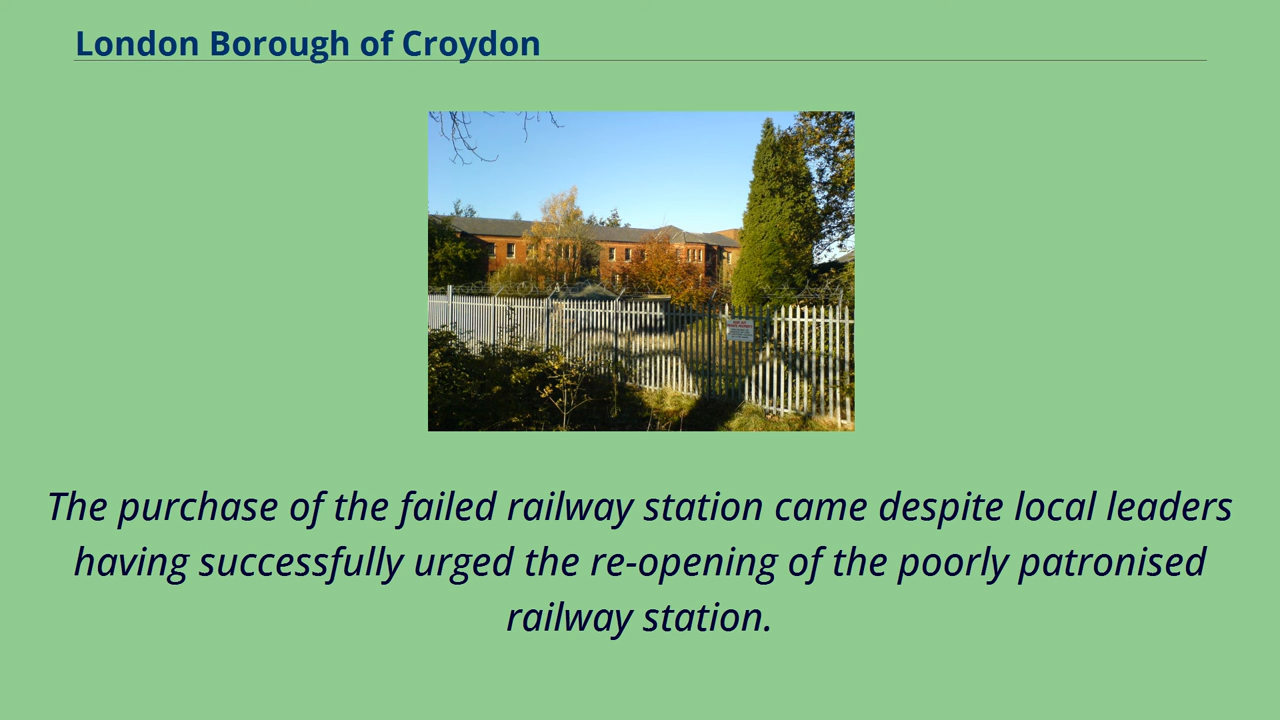 London Borough of Croydon
The purchase of the failed railway station came despite local leaders
having successfully urged the re-opening of the poorly patronised
railway station.